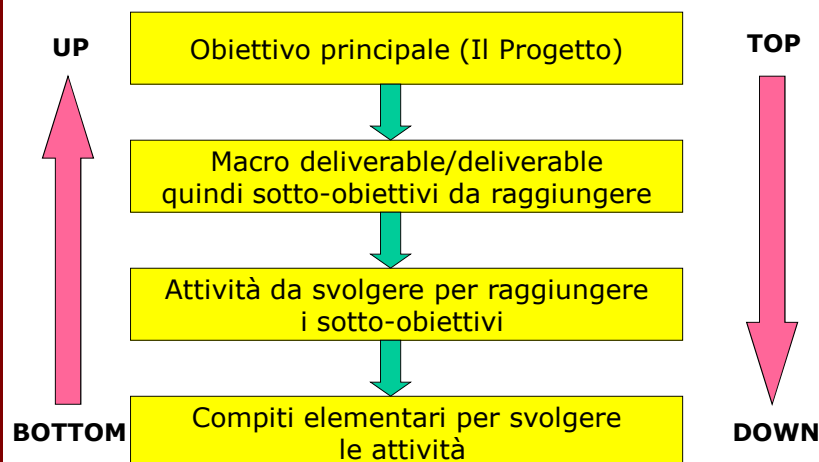 UP
TOP
Obiettivo principale (Il Progetto)
Macro deliverable/deliverable
quindi sotto-obiettivi da raggiungere
Attività da svolgere per raggiungere
i sotto-obiettivi
Compiti elementari per svolgere
le attività
BOTTOM
DOWN